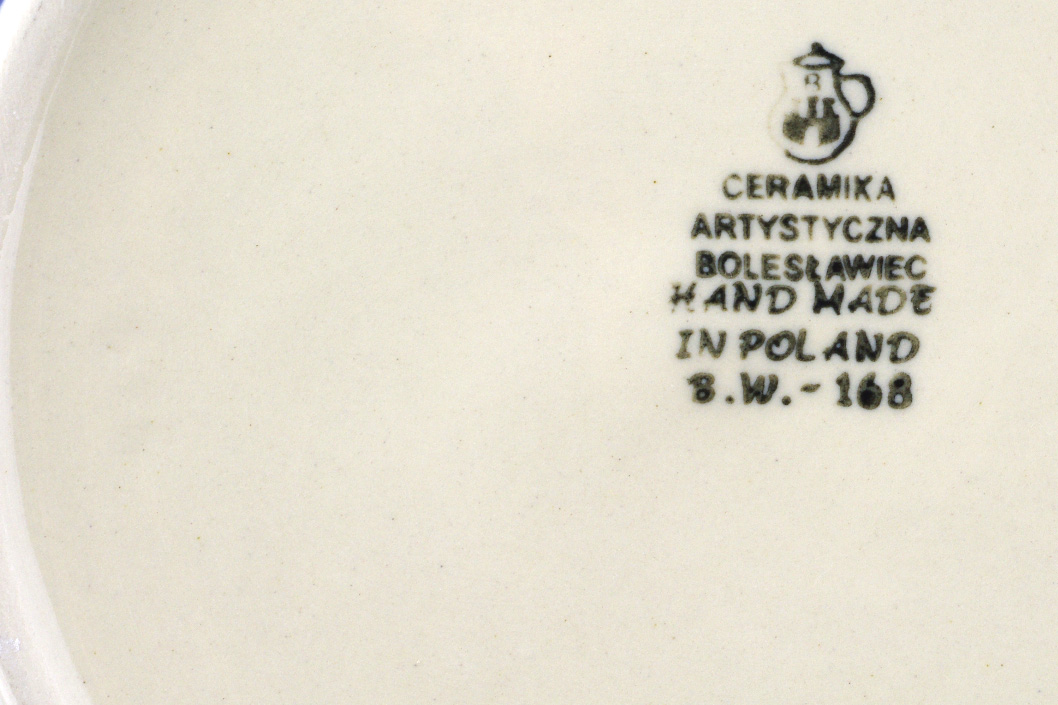 B
CERAMIKA
ARTYSTYCZNA
BOLESŁAWIEC
HAND MADE
IN POLAND
B.W.-168